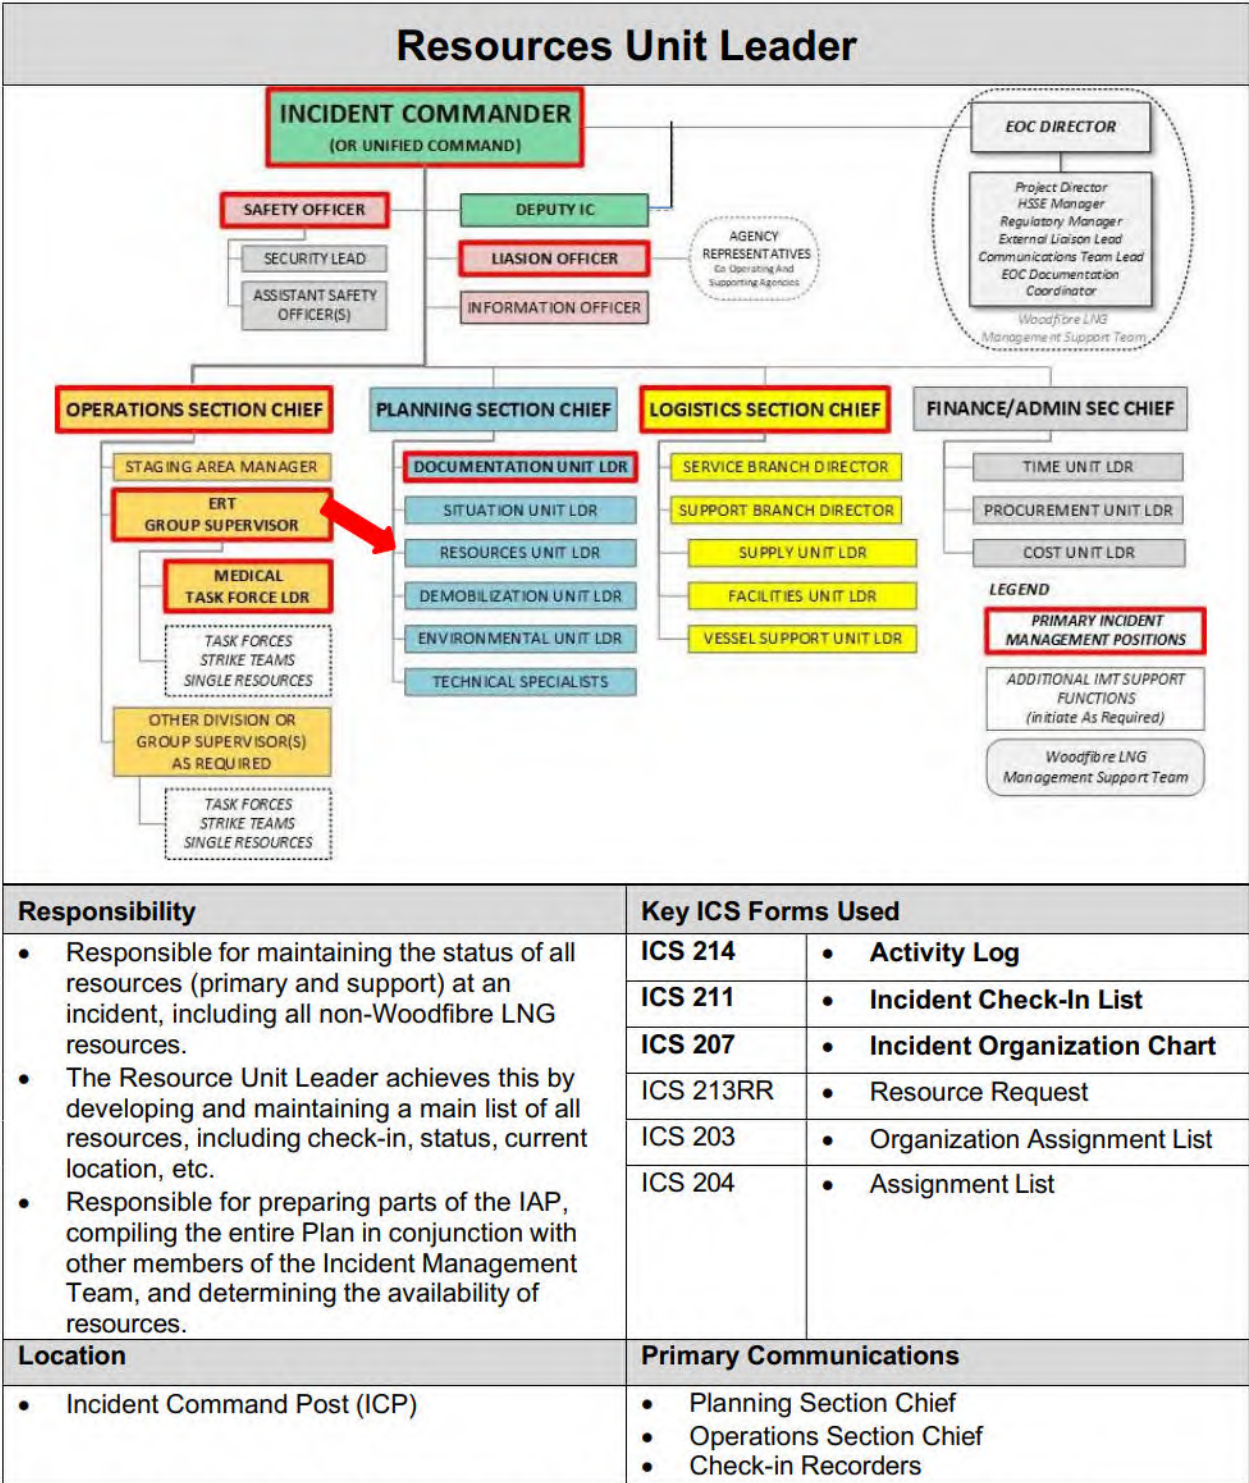 Resources Unit Leader
INCIDENT COMMANDER
(OR UNIFIED COMMAND)
EOC DIRECTOR
Project Director
HSSE Manager
Regulatory Manager
External Liaison Lead
Communications Team Lead
EOC Documentation
Coordinator
Woodfibre LNG
Management Support Team
SAFETY OFFICER
DEPUTY IC
SECURITY LEAD
LIASION OFFICER
AGENCY
REPRESENTATIVES
Co Operating And
Supporting Agencies
ASSISTANT SAFETY
OFFICER(S)
INFORMATION OFFICER
OPERATIONS SECTION CHIEF
STAGING AREA MANAGER
ERT
GROUP SUPERVISOR
MEDICAL
TASK FORCE LDR
TASK FORCES
STRIKE TEAMS
SINGLE RESOURCES
OTHER DIVISION OR
GROUP SUPERVISOR(S)
AS REQUIRED
TASK FORCES
STRIKE TEAMS
SINGLE RESOURCES
PLANNING SECTION CHIEF
DOCUMENTATION UNIT LDR
SITUATION UNIT LDR
RESOURCES UNIT LDR
DEMOBILIZATION UNIT LDR
ENVIRONMENTAL UNIT LDR
TECHNICAL SPECIALISTS
LOGISTICS SECTION CHIEF
SERVICE BRANCH DIRECTOR
SUPPORT BRANCH DIRECTOR
SUPPLY UNIT LDR
FACILITIES UNIT LDR
VESSEL SUPPORT UNIT LDR
FINANCE/ADMIN SEC CHIEF
TIME UNIT LDR
PROCUREMENT UNIT LDR
COST UNIT LDR
LEGEND
PRIMARY INCIDENT
MANAGEMENT POSITIONS
ADDITIONAL IMT SUPPORT
FUNCTIONS
(initiate As Required)
Woodfibre LNG
Management Support Team
Responsibility
• Responsible for maintaining the status of all
resources (primary and support) at an
incident, including all non-Woodfibre LNG
resources.
• The Resource Unit Leader achieves this by
developing and maintaining a main list of all
resources, including check-in, status, current
location, etc.
• Responsible for preparing parts of the IAP,
compiling the entire Plan in conjunction with
other members of the Incident Management
Team, and determining the availability of
resources.
Key ICS Forms Used
ICS 214 • Activity Log
ICS 211 • Incident Check-In List
ICS 207 • Incident Organization Chart
ICS 213RR • Resource Request
ICS 203 • Organization Assignment List
ICS 204 • Assignment List
Location
• Incident Command Post (ICP)
Primary Communications
• Planning Section Chief
• Operations Section Chief
• Check-in Recorders